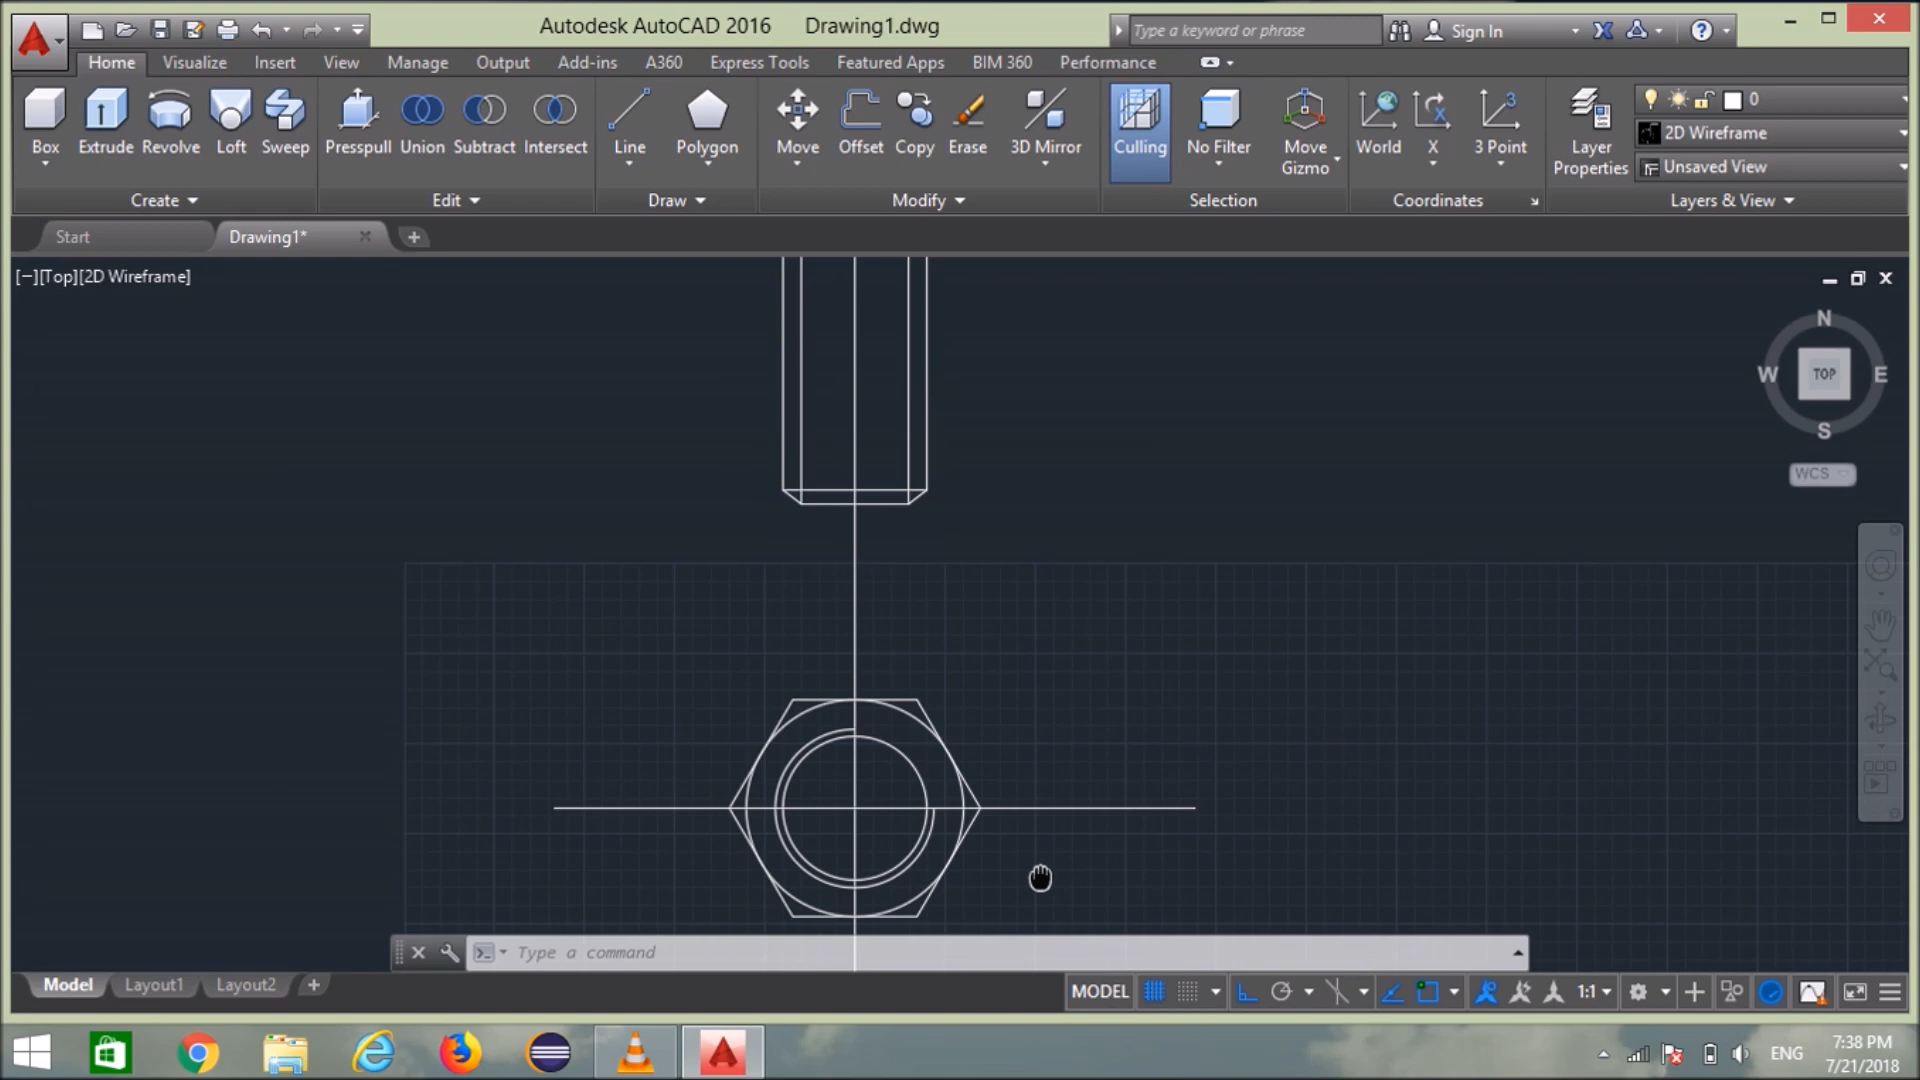 Autodesk AutoCAD 2016 Drawing1.dwg
Type a keyword or phrase
Sign In
Home Visualize Insert View Manage Output Add-ins A360 Express Tools Featured Apps BIM 360 Performance
Box Extrude Revolve Loft Sweep Presspull Union Subtract Intersect Line Polygon Move Offset Copy Erase 3D Mirror Culling No Filter Move Gizmo World X 3 Point Layer Properties
0
2D Wireframe
Unsaved View
Create Edit Draw Modify Selection Coordinates Layers & View
Start Drawing1*
[−][Top][2D Wireframe]
N
W TOP E
S
WCS
Type a command
Model Layout1 Layout2
MODEL 1:1
ENG
7:38 PM
7/21/2018